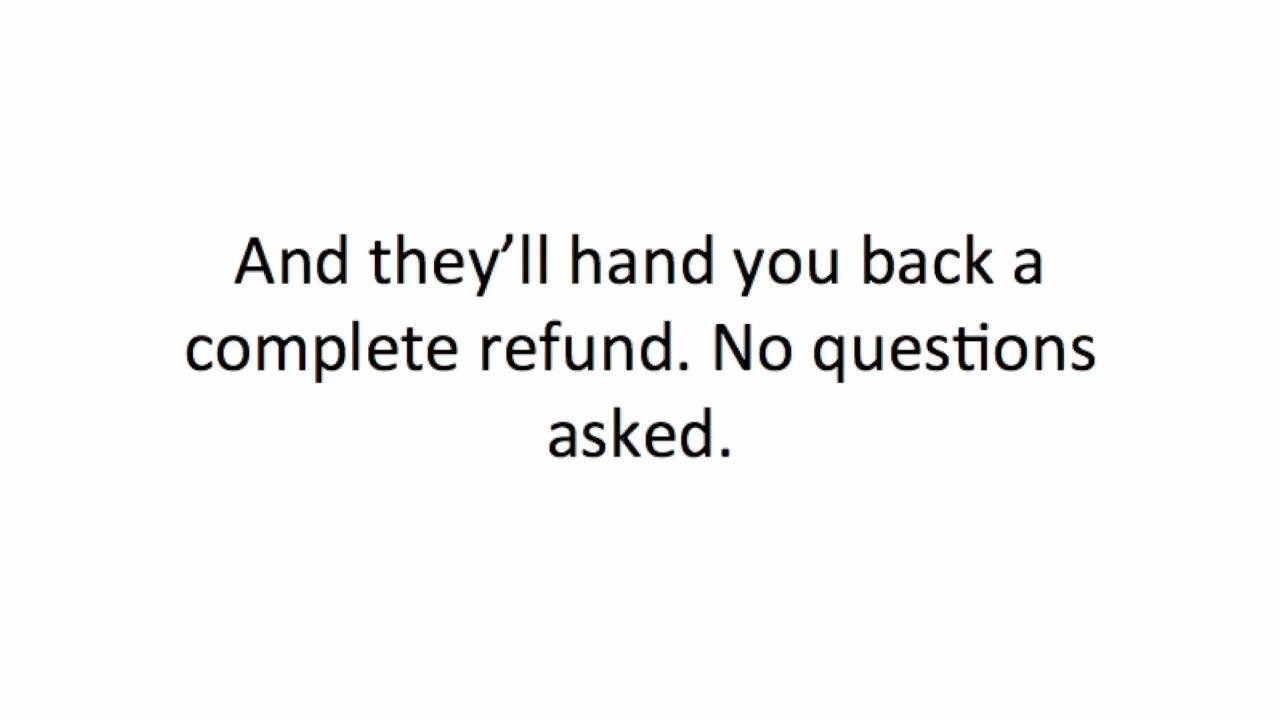 And they’ll hand you back a
complete refund. No questions
asked.